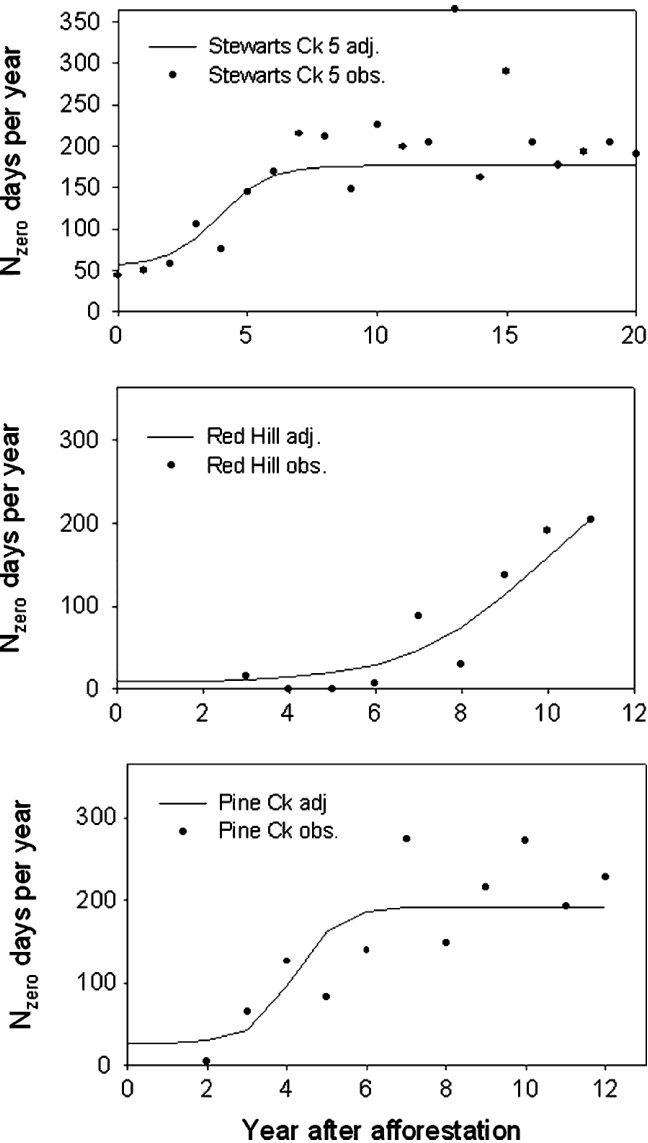 N_zero days per year
350
300
250
200
150
100
50
0
Stewarts Ck 5 adj.
Stewarts Ck 5 obs.
0 5 10 15 20
N_zero days per year
300
200
100
0
Red Hill adj.
Red Hill obs.
0 2 4 6 8 10 12
N_zero days per year
300
200
100
0
Pine Ck adj
Pine Ck obs.
0 2 4 6 8 10 12
Year after afforestation